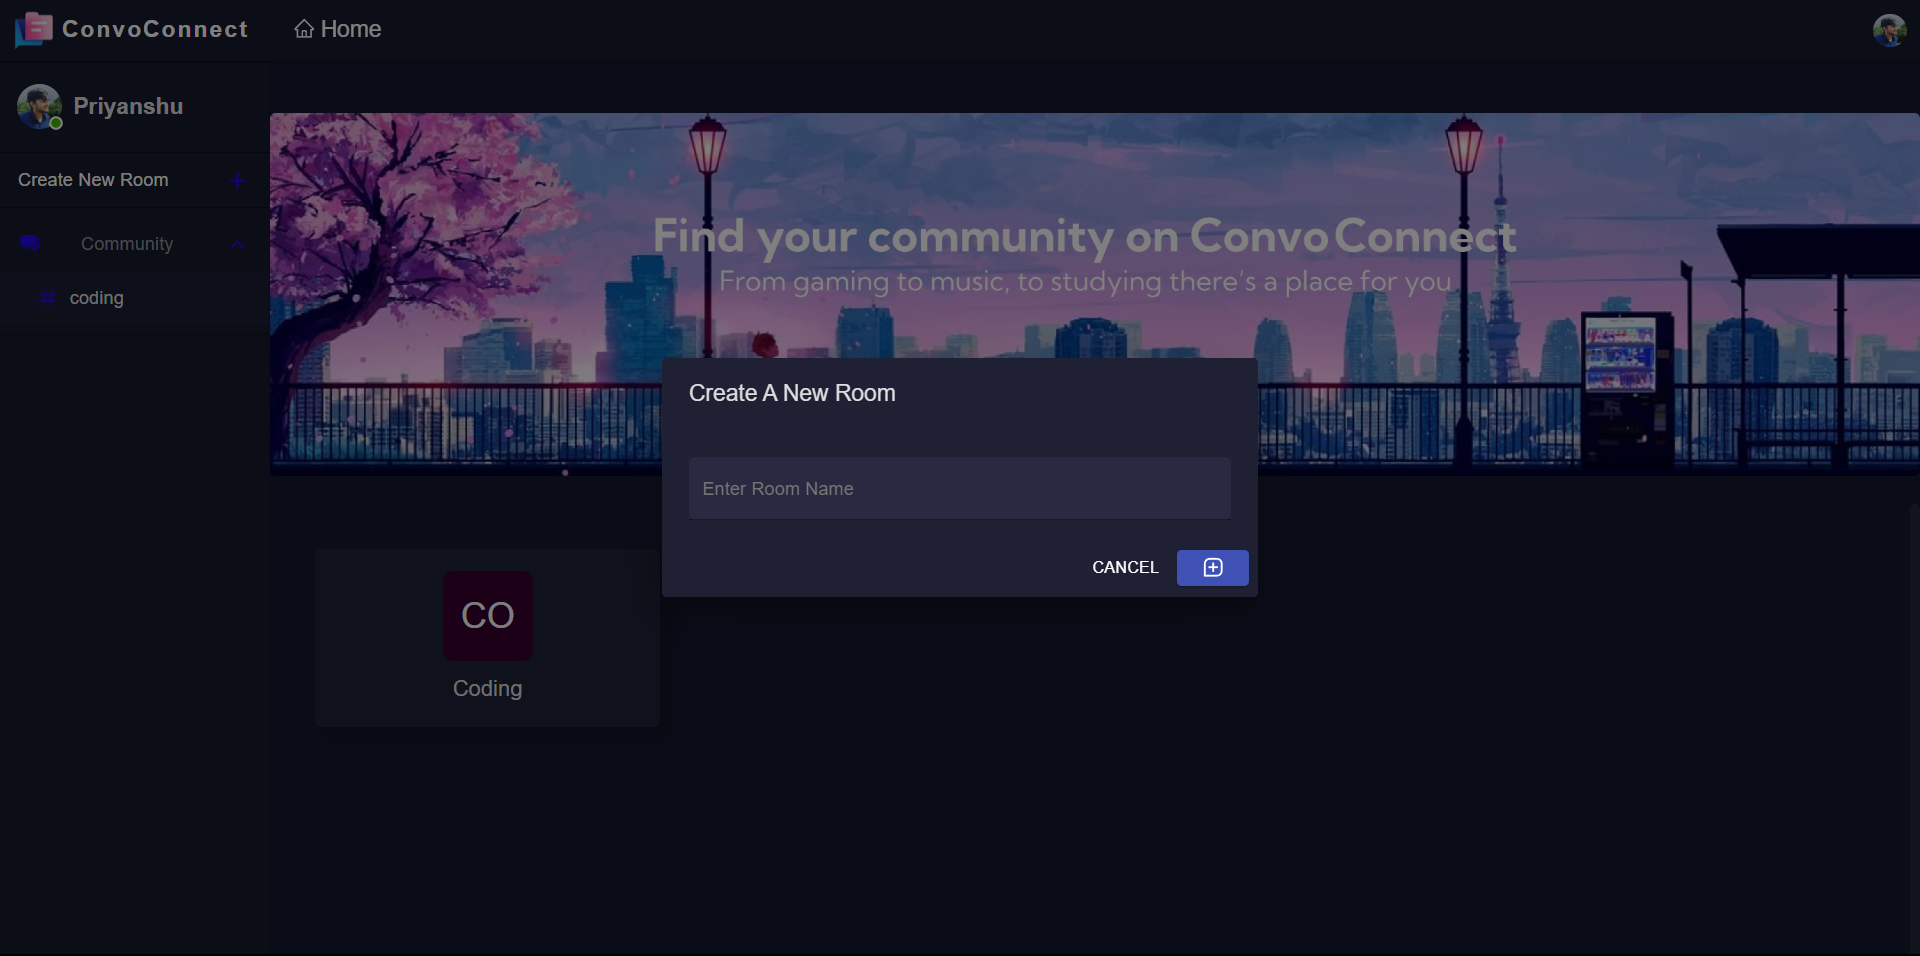 ConvoConnect
Home
Priyanshu
Create New Room
Community
coding
Find your community on ConvoConnect
From gaming to music, to studying there's a place for you
Create A New Room
Enter Room Name
CANCEL
CO
Coding